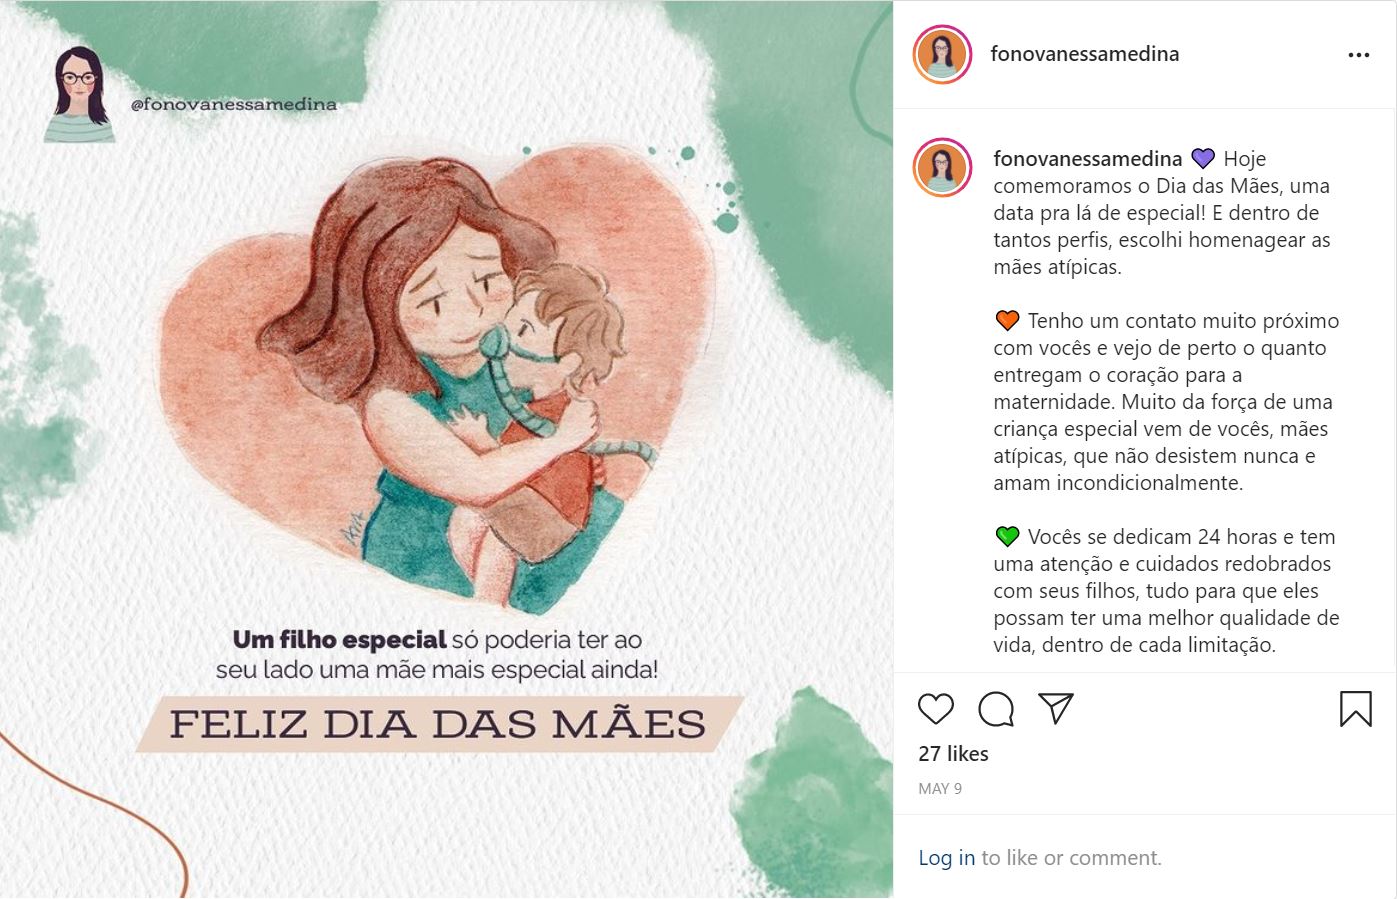 @fonovanessamedina
Um filho especial só poderia ter ao
seu lado uma mãe mais especial ainda!
FELIZ DIA DAS MÃES
fonovanessamedina
fonovanessamedina 💜 Hoje
comemoramos o Dia das Mães, uma
data pra lá de especial! E dentro de
tantos perfis, escolhi homenagear as
mães atípicas.
🧡 Tenho um contato muito próximo
com vocês e vejo de perto o quanto
entregam o coração para a
maternidade. Muito da força de uma
criança especial vem de vocês, mães
atípicas, que não desistem nunca e
amam incondicionalmente.
💚 Vocês se dedicam 24 horas e tem
uma atenção e cuidados redobrados
com seus filhos, tudo para que eles
possam ter uma melhor qualidade de
vida, dentro de cada limitação.
27 likes
MAY 9
Log in to like or comment.